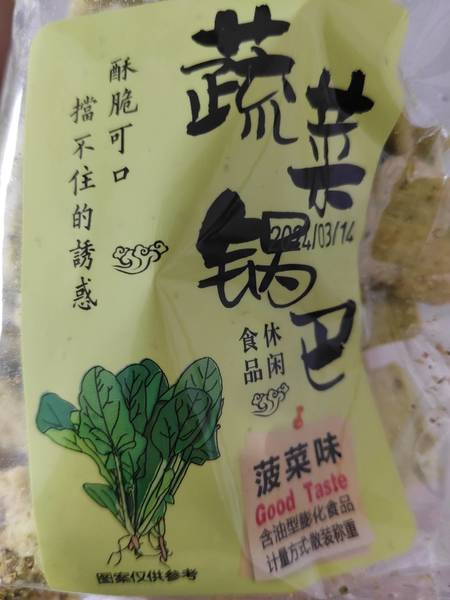 蔬菜锅巴
酥脆可口
擋不住的誘惑
2024/03/14
休闲
食品
菠菜味
Good Taste
含油型膨化食品
计量方式散装称重
图案仅供参考